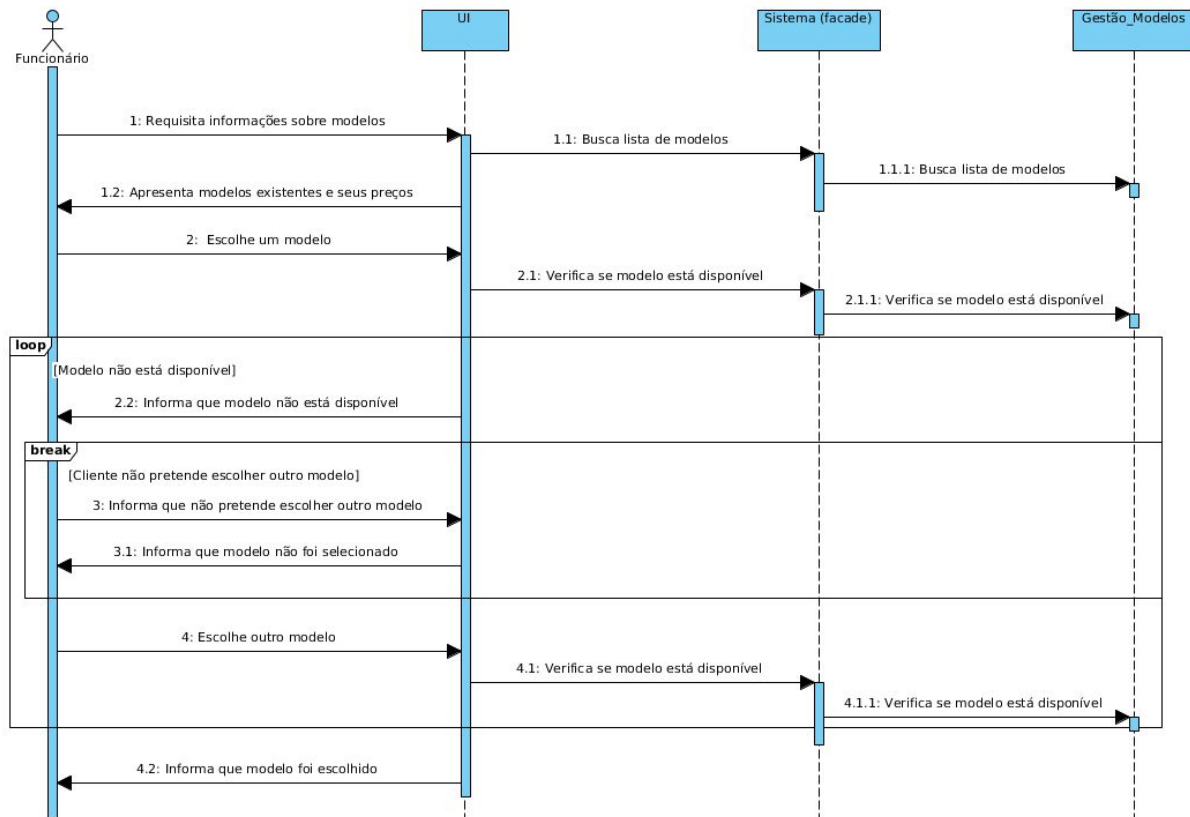 UI
Sistema (facade)
Gestão_Modelos
Funcionário
1: Requisita informações sobre modelos
1.1: Busca lista de modelos
1.1.1: Busca lista de modelos
1.2: Apresenta modelos existentes e seus preços
2:  Escolhe um modelo
2.1: Verifica se modelo está disponível
2.1.1: Verifica se modelo está disponível
loop
[Modelo não está disponível]
2.2: Informa que modelo não está disponível
break
[Cliente não pretende escolher outro modelo]
3: Informa que não pretende escolher outro modelo
3.1: Informa que modelo não foi selecionado
4: Escolhe outro modelo
4.1: Verifica se modelo está disponível
4.1.1: Verifica se modelo está disponível
4.2: Informa que modelo foi escolhido